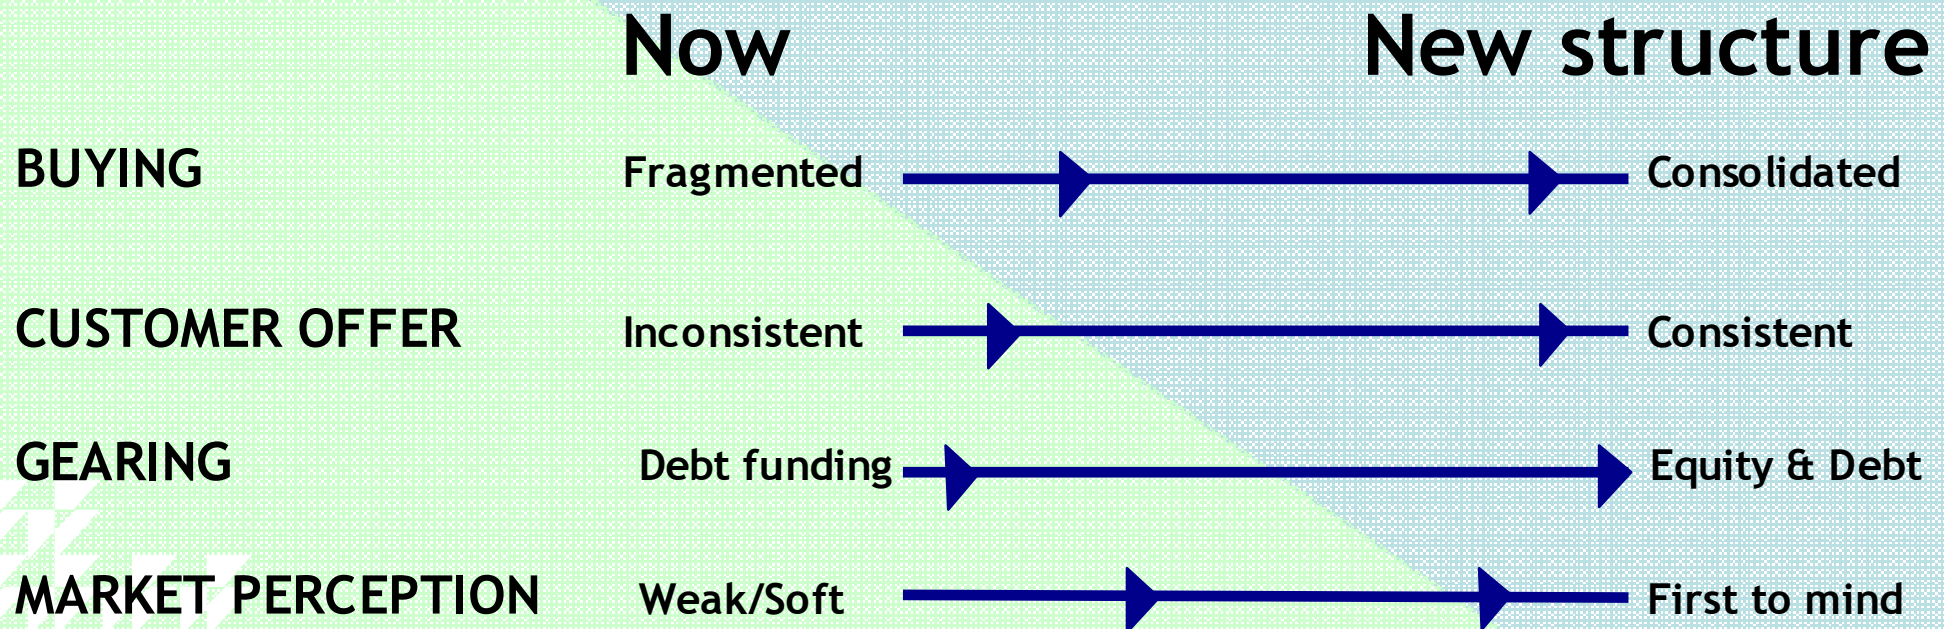 Now New structure
BUYING Fragmented Consolidated
CUSTOMER OFFER Inconsistent Consistent
GEARING Debt funding Equity & Debt
MARKET PERCEPTION Weak/Soft First to mind